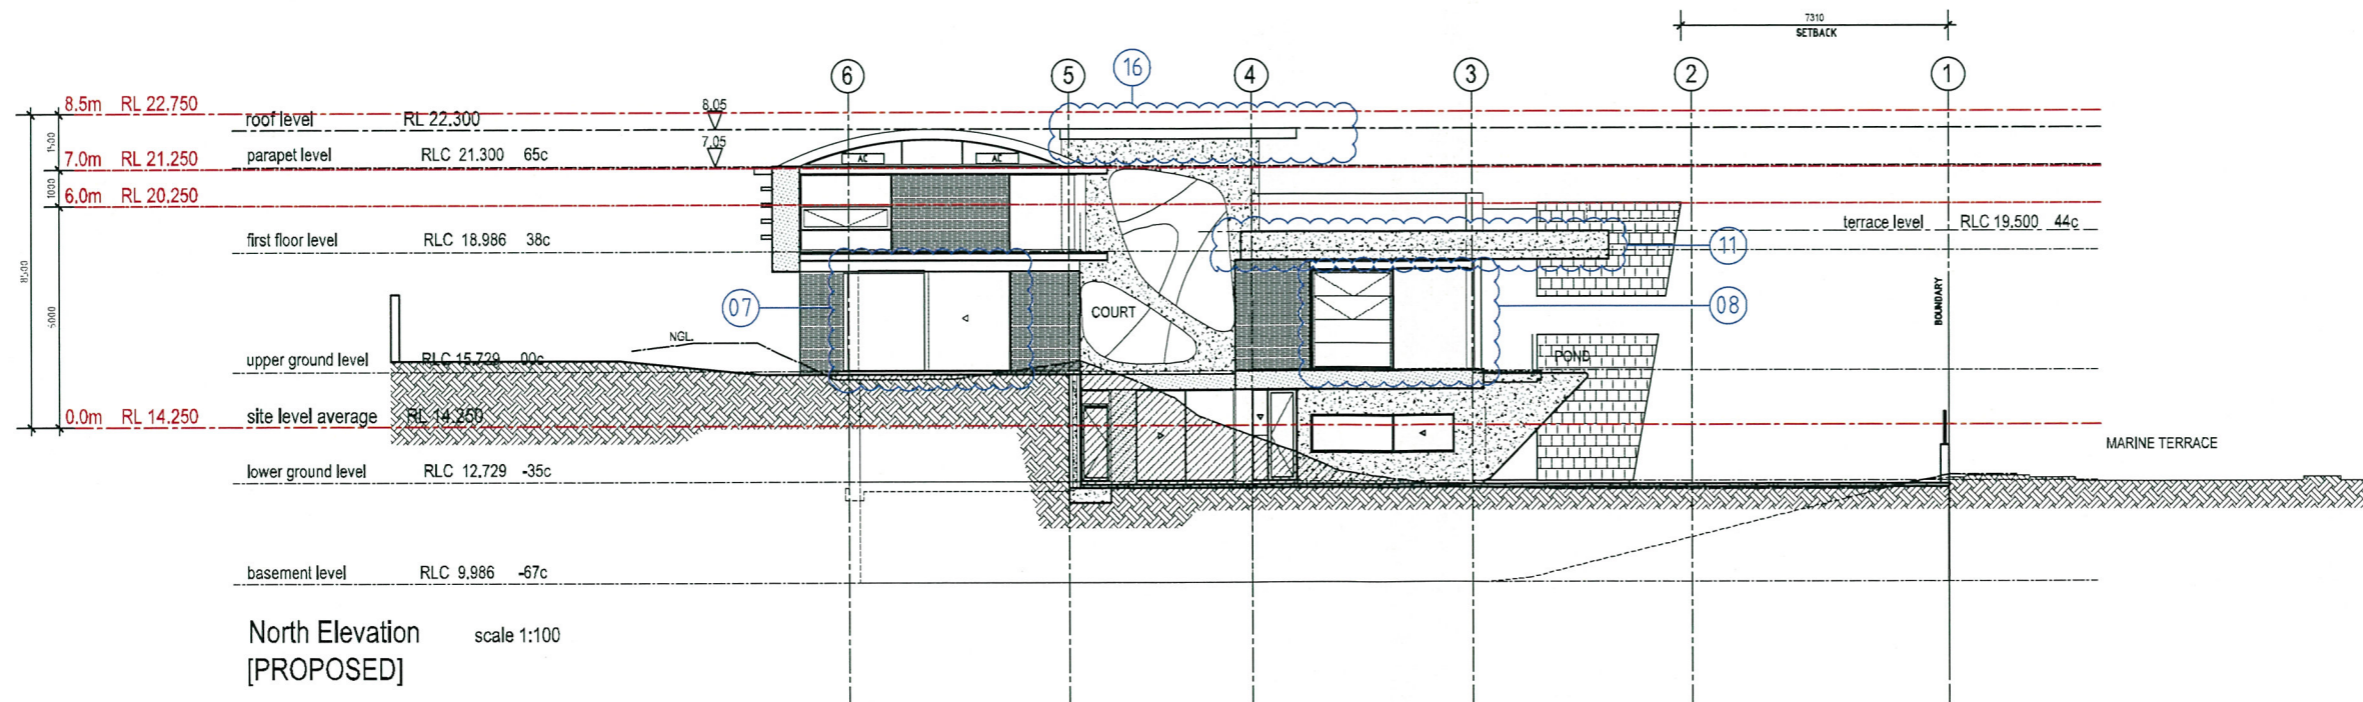 7310
SETBACK
6
5
16
4
3
2
1
8.5m RL 22.750
roof level RL 22.300
8.05
1500
7.0m RL 21.250
parapet level RLC 21.300 65c
7.05
AC
AC
1000
6.0m RL 20.250
terrace level RLC 19.500 44c
first floor level RLC 18.986 38c
11
8500
6000
07
COURT
08
BOUNDARY
NGL
upper ground level RLC 15.729 00c
POND
0.0m RL 14.250
site level average RL 14.250
MARINE TERRACE
lower ground level RLC 12.729 -35c
basement level RLC 9.986 -67c
North Elevation scale 1:100
[PROPOSED]